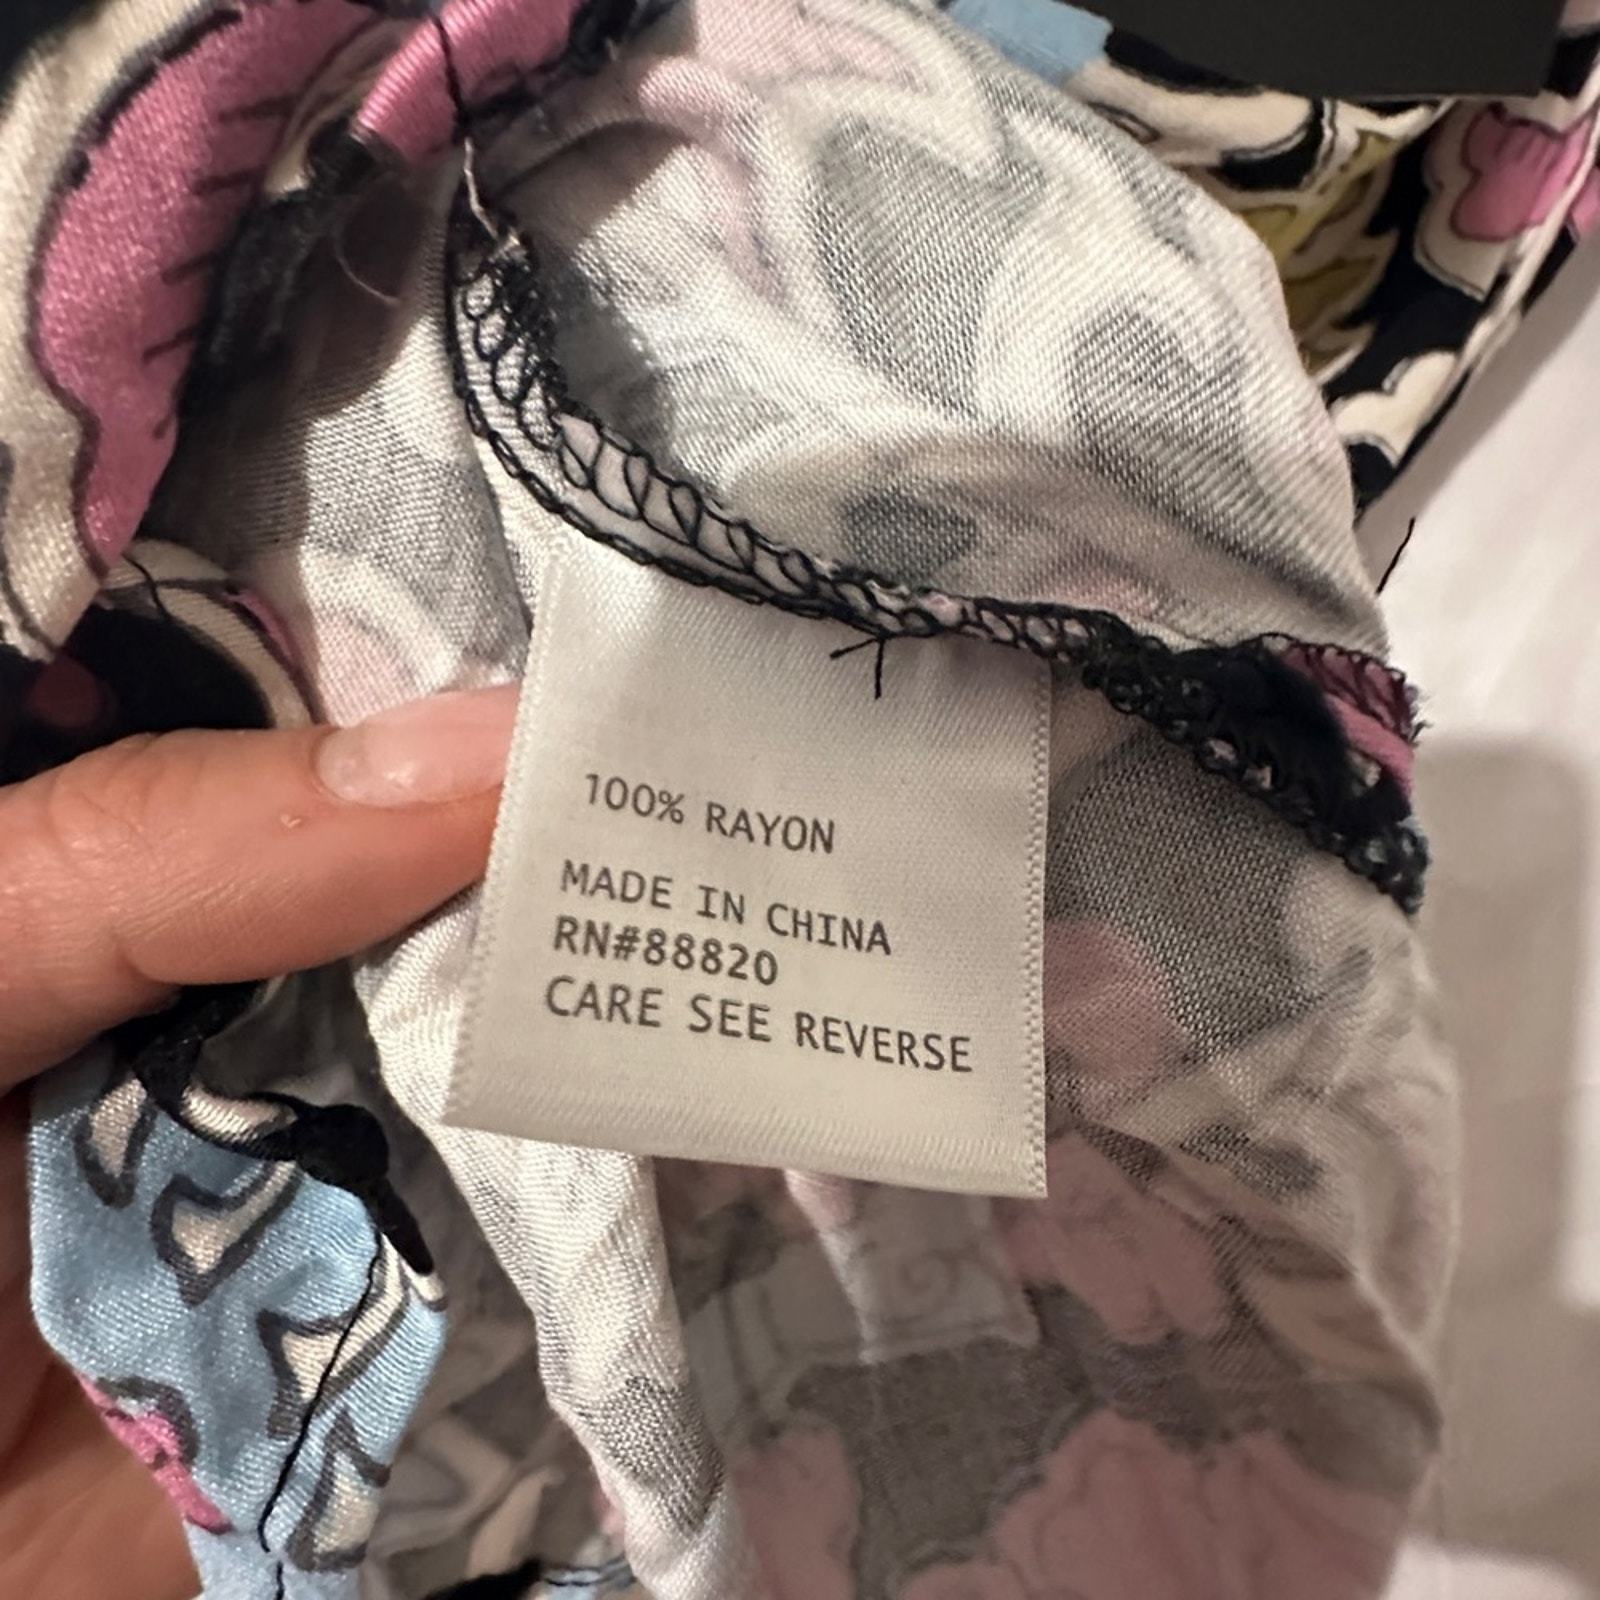 100% RAYON
MADE IN CHINA
RN#88820
CARE SEE REVERSE